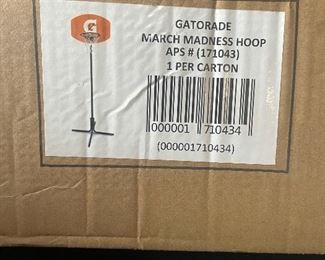 G
GATORADE
MARCH MADNESS HOOP
APS # (171043)
1 PER CARTON
000001 710434
(000001710434)